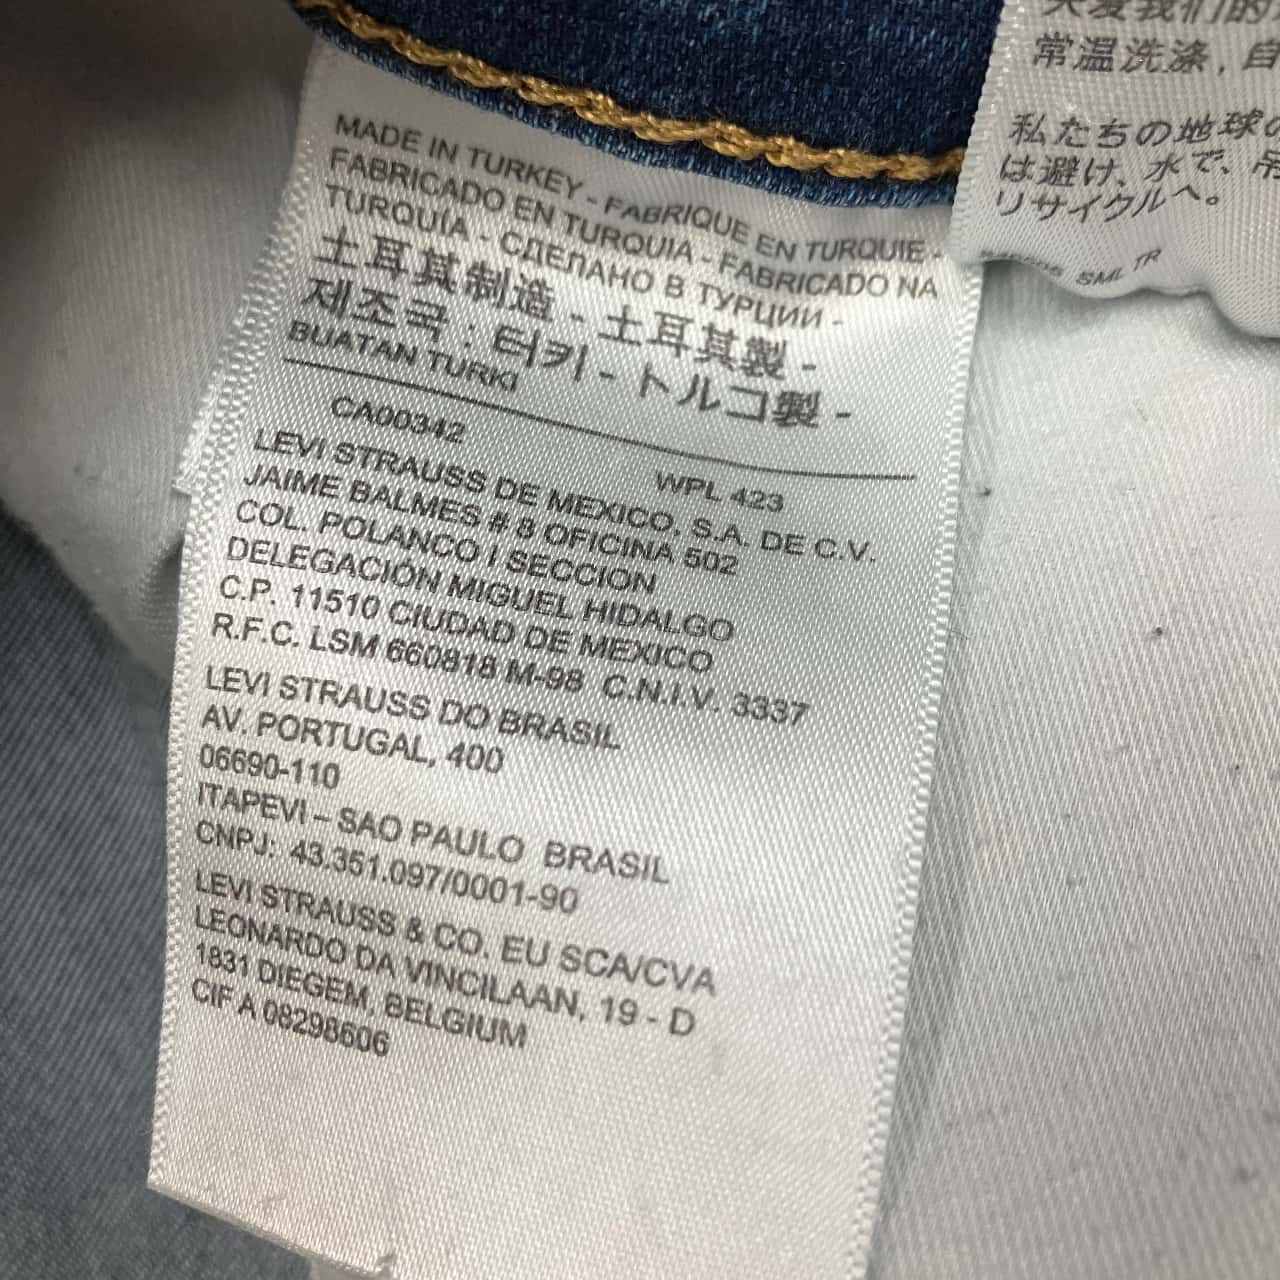 MADE IN TURKEY - FABRIQUE EN TURQUIE -
FABRICADO EN TURQUIA - FABRICADO NA
TURQUÍA - СДЕЛАНО В ТУРЦИИ -
土耳其制造 - 土耳其製 -
제조국 : 터키 - トルコ製 -
BUATAN TURKI
CA00342 WPL 423
LEVI STRAUSS DE MEXICO, S.A. DE C.V.
JAIME BALMES # 8 OFICINA 502
COL. POLANCO I SECCION
DELEGACIÓN MIGUEL HIDALGO
C.P. 11510 CIUDAD DE MEXICO
R.F.C. LSM 660818 M-98 C.N.I.V. 3337
LEVI STRAUSS DO BRASIL
AV. PORTUGAL, 400
06690-110
ITAPEVI – SAO PAULO BRASIL
CNPJ: 43.351.097/0001-90
LEVI STRAUSS & CO. EU SCA/CVA
LEONARDO DA VINCILAAN, 19 - D
1831 DIEGEM, BELGIUM
CIF A 08298606
我们的
常温洗涤 , 自
私たちの地球の
は避け、水で、吊
リサイクルへ。
SML TR